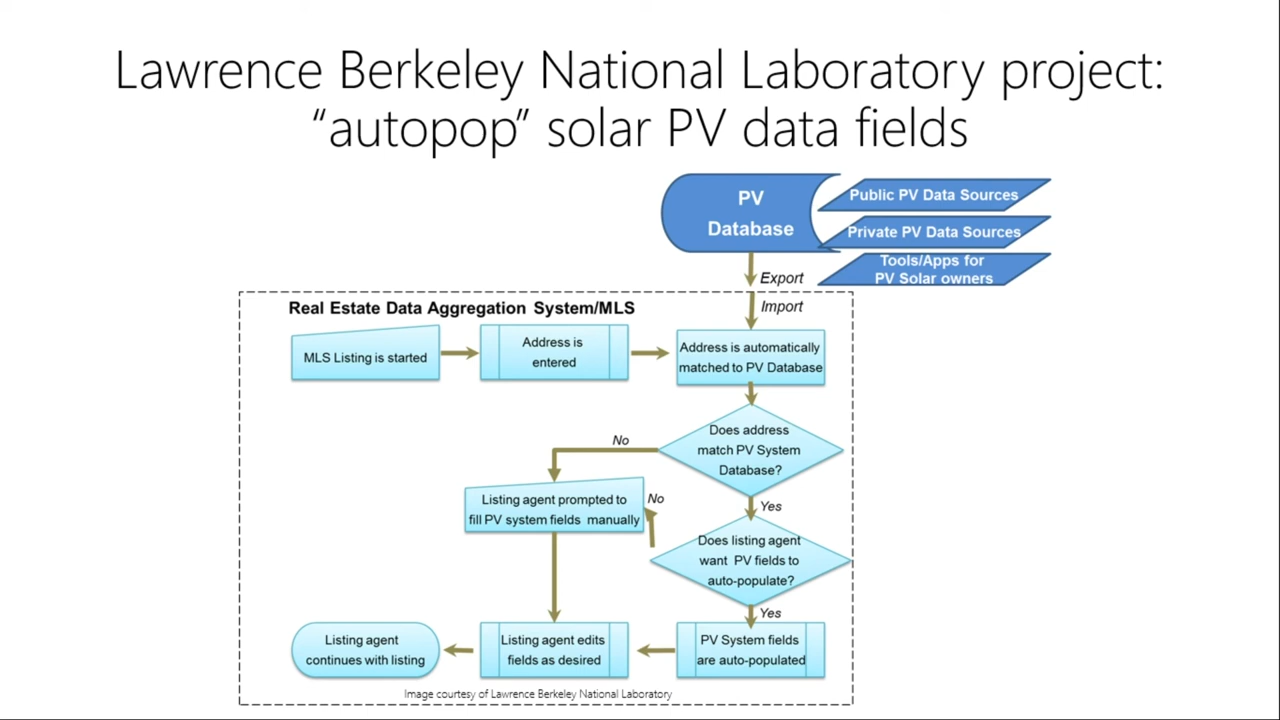 Lawrence Berkeley National Laboratory project:
“autopop” solar PV data fields
PV
Database
Public PV Data Sources
Private PV Data Sources
Tools/Apps for
PV Solar owners
Export
Import
Real Estate Data Aggregation System/MLS
MLS Listing is started
Address is
entered
Address is automatically
matched to PV Database
Does address
match PV System
Database?
No
Yes
Listing agent prompted to
fill PV system fields manually
No
Does listing agent
want PV fields to
auto-populate?
Yes
PV System fields
are auto-populated
Listing agent edits
fields as desired
Listing agent
continues with listing
Image courtesy of Lawrence Berkeley National Laboratory